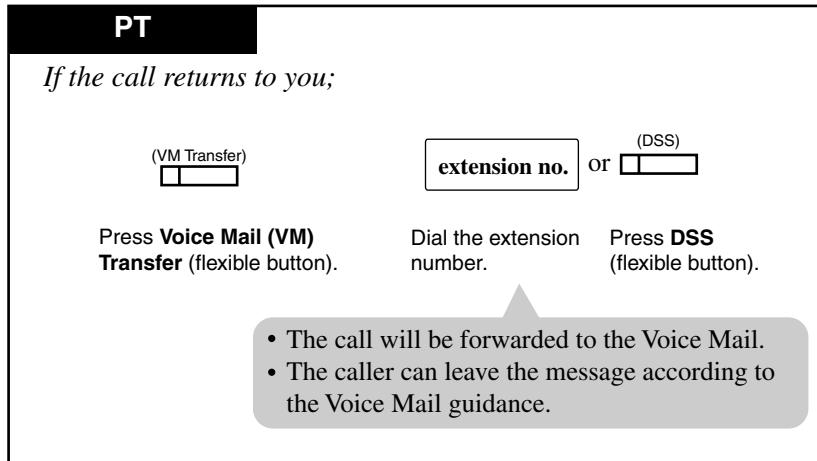 PT
If the call returns to you;
(VM Transfer)
extension no. or
(DSS)
Press Voice Mail (VM)
Transfer (flexible button).
Dial the extension
number.
Press DSS
(flexible button).
• The call will be forwarded to the Voice Mail.
• The caller can leave the message according to
the Voice Mail guidance.